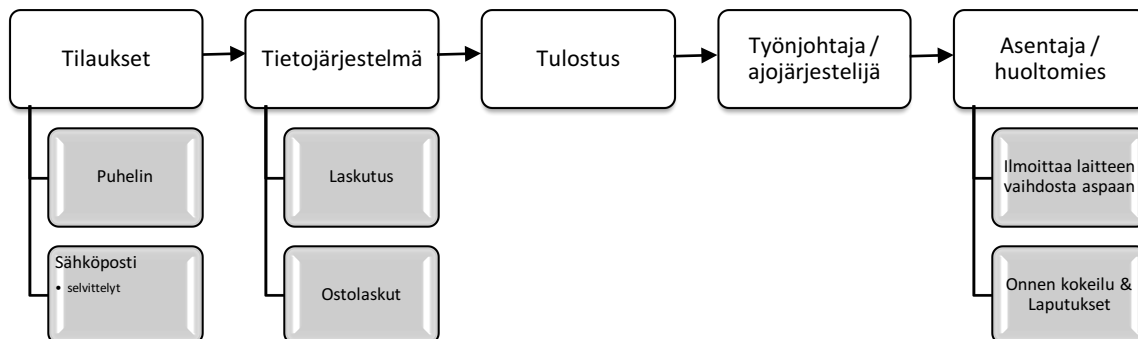 Tilaukset
Tietojärjestelmä
Tulostus
Työnjohtaja /
ajojärjestelijä
Asentaja /
huoltomies
Puhelin
Laskutus
Ilmoittaa laitteen
vaihdosta aspaan
Sähköposti
• selvittelyt
Ostolaskut
Onnen kokeilu &
Laputukset